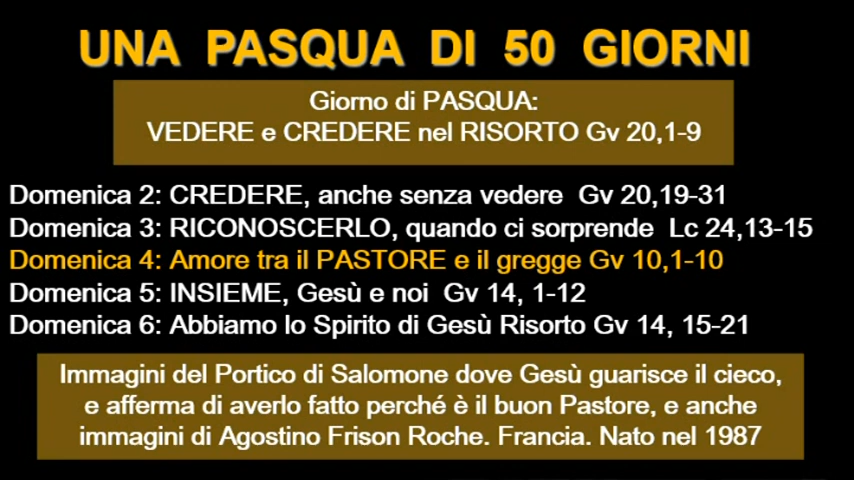 UNA PASQUA DI 50 GIORNI
Giorno di PASQUA:
VEDERE e CREDERE nel RISORTO Gv 20,1-9
Domenica 2: CREDERE, anche senza vedere Gv 20,19-31
Domenica 3: RICONOSCERLO, quando ci sorprende Lc 24,13-15
Domenica 4: Amore tra il PASTORE e il gregge Gv 10,1-10
Domenica 5: INSIEME, Gesù e noi Gv 14, 1-12
Domenica 6: Abbiamo lo Spirito di Gesù Risorto Gv 14, 15-21
Immagini del Portico di Salomone dove Gesù guarisce il cieco,
e afferma di averlo fatto perché è il buon Pastore, e anche
immagini di Agostino Frison Roche. Francia. Nato nel 1987